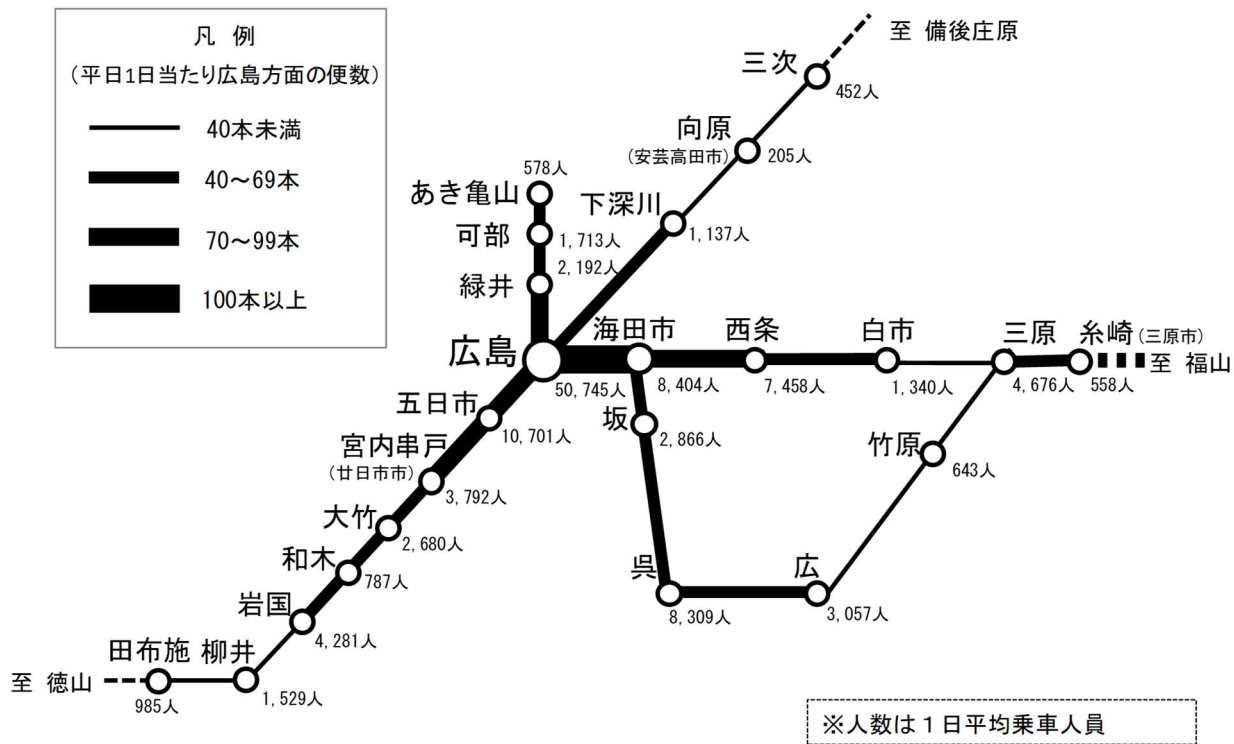 凡 例
(平日1日当たり広島方面の便数)
40本未満
40～69本
70～99本
100本以上
至 備後庄原
三次
452人
向原
(安芸高田市)
205人
下深川
1,137人
578人
あき亀山
可部
1,713人
2,192人
緑井
広島
50,745人
海田市
8,404人
西条
7,458人
白市
1,340人
三原
4,676人
糸崎(三原市)
558人
至 福山
五日市
10,701人
坂
2,866人
宮内串戸
(廿日市市)
3,792人
竹原
643人
大竹
2,680人
和木
787人
呉
8,309人
広
3,057人
岩国
4,281人
田布施
985人
柳井
1,529人
至 徳山
※人数は１日平均乗車人員